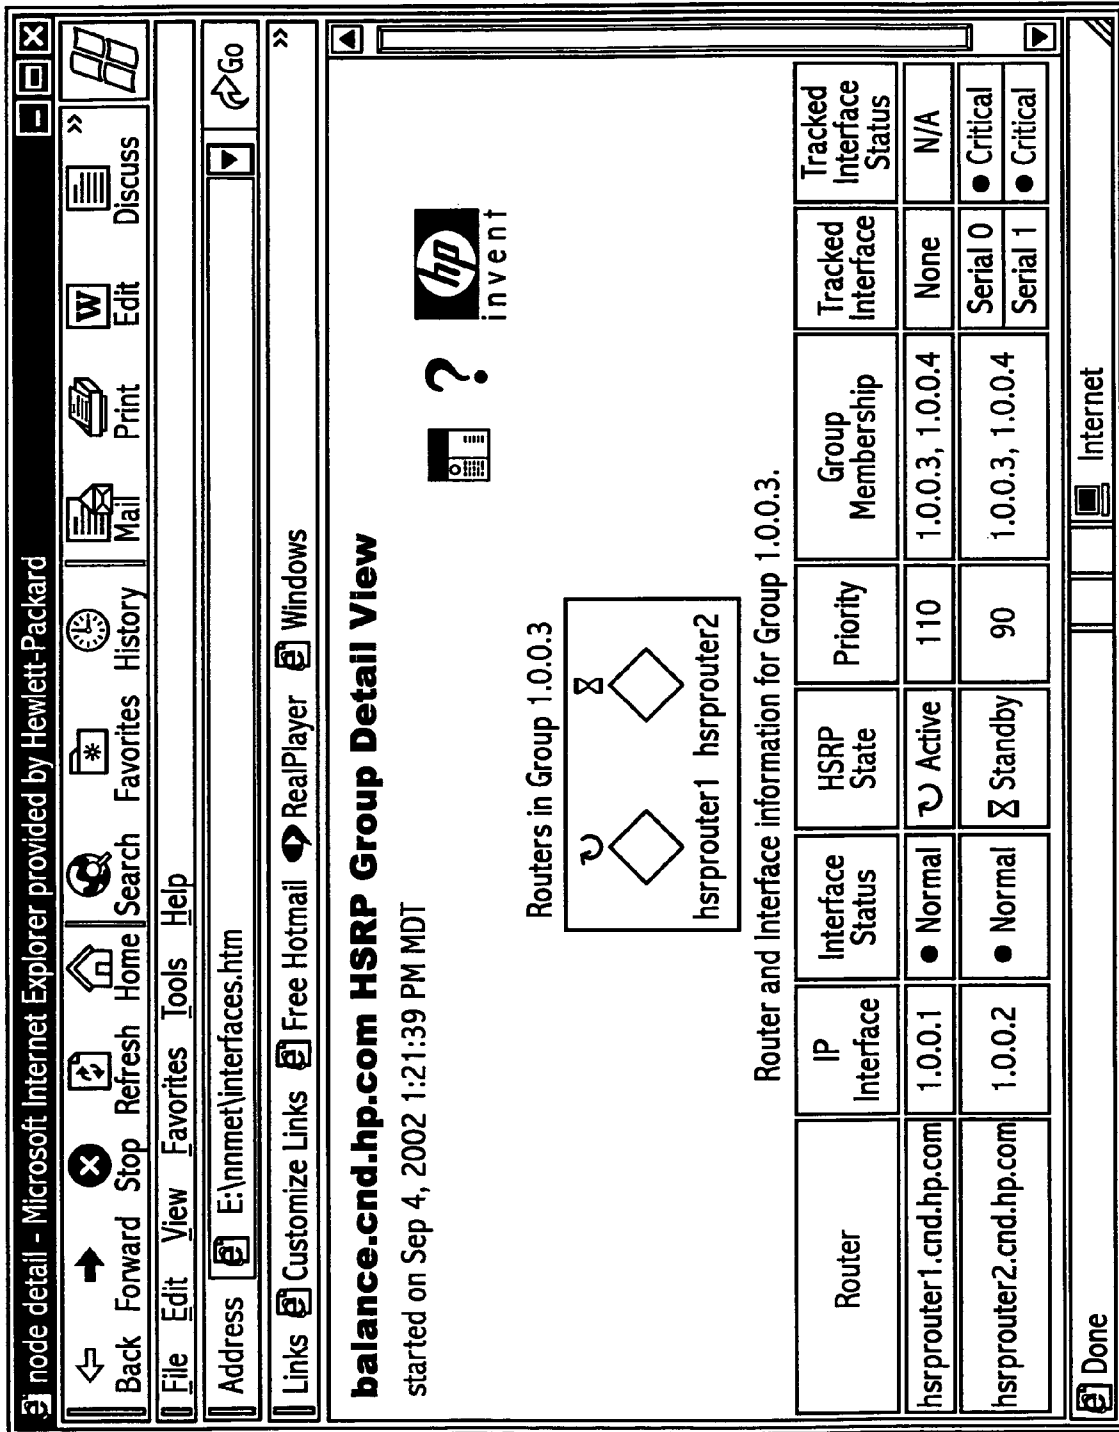 node detail - Microsoft Internet Explorer provided by Hewlett-Packard
Back Forward Stop Refresh Home Search Favorites History Mail Print Edit Discuss »
File Edit View Favorites Tools Help
Address E:\nnmet\interfaces.htm Go
Links Customize Links Free Hotmail RealPlayer Windows »
balance.cnd.hp.com HSRP Group Detail View
started on Sep 4, 2002 1:21:39 PM MDT
?
hp
invent
Routers in Group 1.0.0.3
hsrprouter1 hsrprouter2
Router and Interface information for Group 1.0.0.3.
Router IP Interface Interface Status HSRP State Priority Group Membership Tracked Interface Tracked Interface Status
hsrprouter1.cnd.hp.com 1.0.0.1 ● Normal Active 110 1.0.0.3, 1.0.0.4 None N/A
hsrprouter2.cnd.hp.com 1.0.0.2 ● Normal Standby 90 1.0.0.3, 1.0.0.4 Serial 0 ● Critical
Serial 1 ● Critical
Done Internet